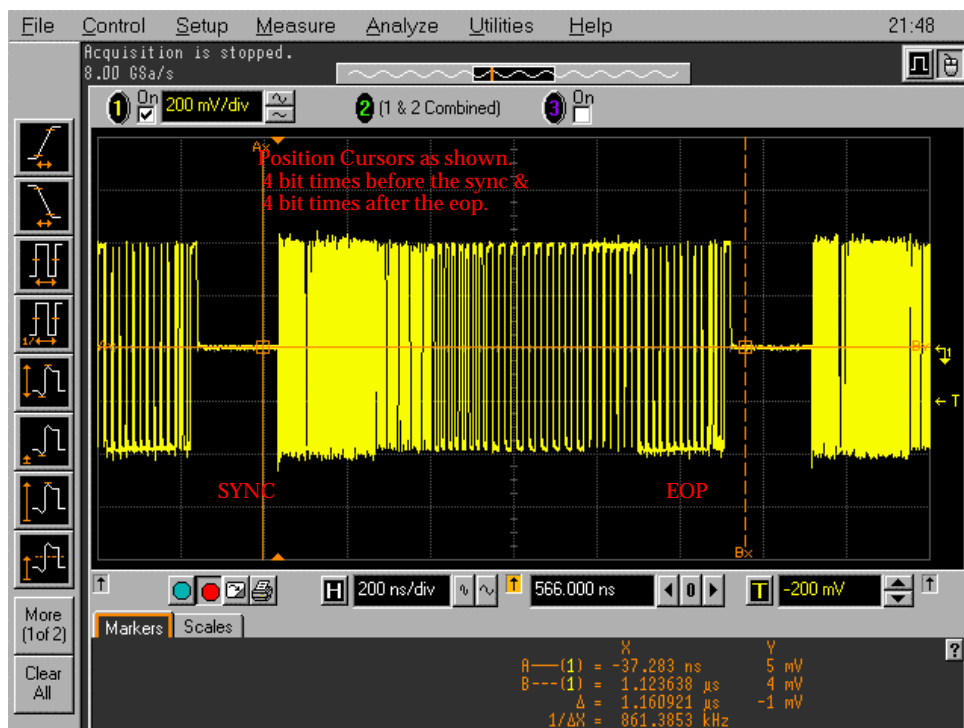 File Control Setup Measure Analyze Utilities Help 21:48
Acquisition is stopped.
8.00 GSa/s
1 On 200 mV/div 2 (1 & 2 Combined) 3 On
Ax
Position Cursors as shown.
4 bit times before the sync &
4 bit times after the eop.
1/
Ay By 1
T
SYNC EOP
Bx
H 200 ns/div 566.000 ns 0 T -200 mV
More
(1of 2)
Clear
All
Markers Scales
X Y
A——(1) = -37.283 ns 5 mV
B---(1) = 1.123638 µs 4 mV
Δ = 1.160921 µs -1 mV
1/ΔX = 861.3853 kHz
?